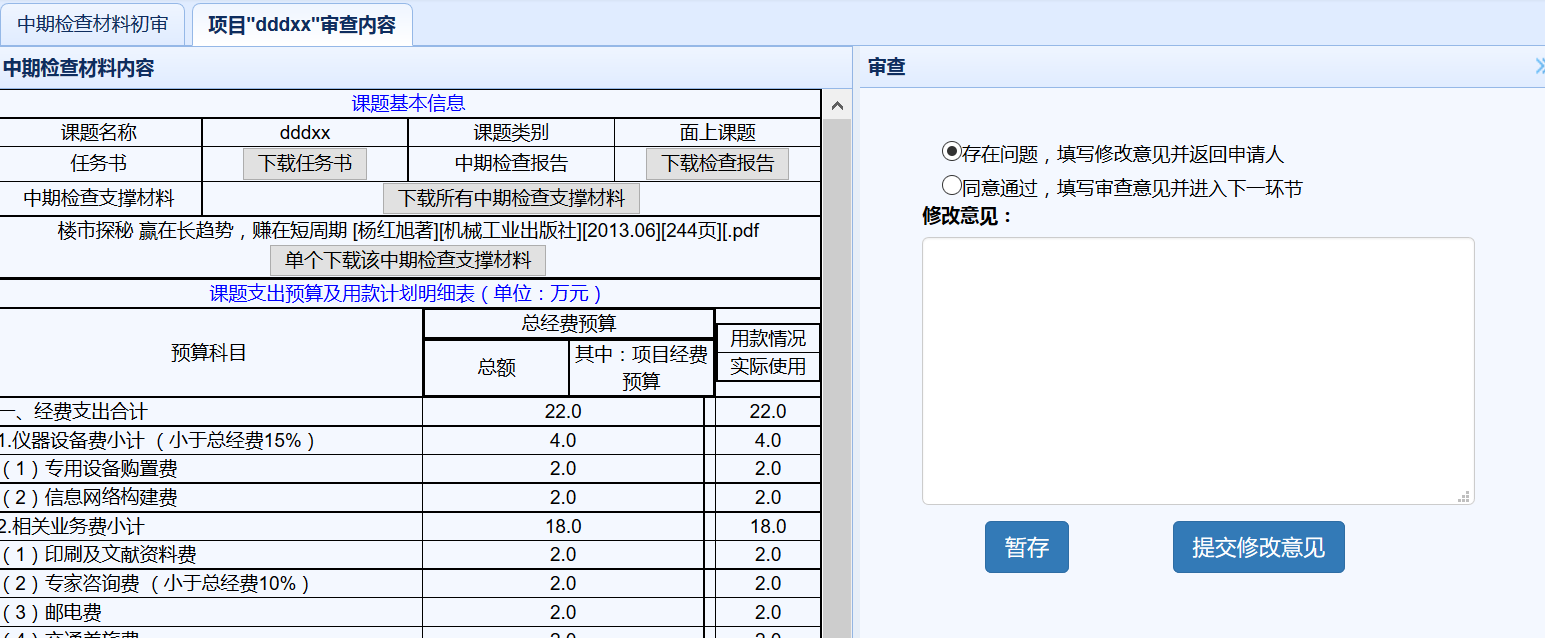 中期检查材料初审 项目"dddxx"审查内容
中期检查材料内容
课题基本信息
课题名称 dddxx 课题类别 面上课题
任务书 下载任务书 中期检查报告 下载检查报告
中期检查支撑材料 下载所有中期检查支撑材料
楼市探秘 赢在长趋势，赚在短周期 [杨红旭著][机械工业出版社][2013.06][244页][.pdf
单个下载该中期检查支撑材料
课题支出预算及用款计划明细表（单位：万元）
预算科目 总经费预算 用款情况
总额 其中：项目经费预算 实际使用
一、经费支出合计 22.0 22.0
1.仪器设备费小计（小于总经费15%） 4.0 4.0
（1）专用设备购置费 2.0 2.0
（2）信息网络构建费 2.0 2.0
2.相关业务费小计 18.0 18.0
（1）印刷及文献资料费 2.0 2.0
（2）专家咨询费（小于总经费10%） 2.0 2.0
（3）邮电费 2.0 2.0
审查
存在问题，填写修改意见并返回申请人
同意通过，填写审查意见并进入下一环节
修改意见：
暂存 提交修改意见